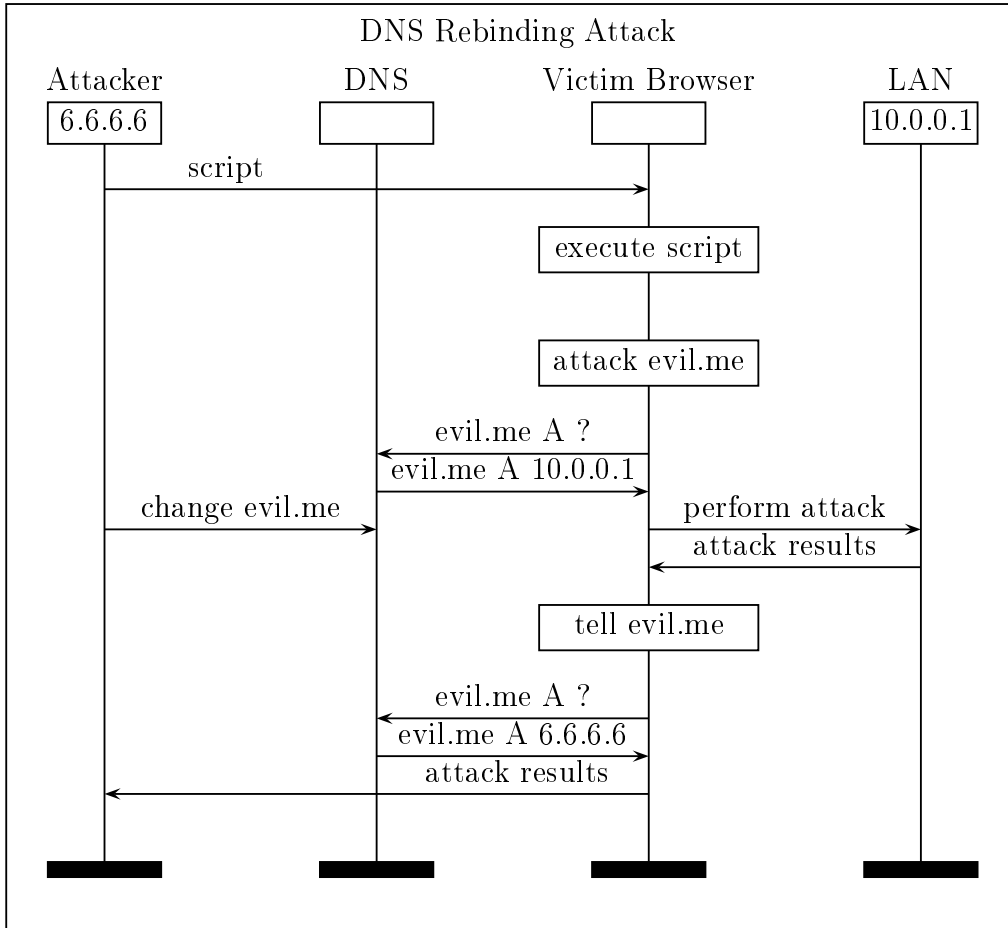 DNS Rebinding Attack
Attacker DNS Victim Browser LAN
6.6.6.6 10.0.0.1
script
execute script
attack evil.me
evil.me A ?
evil.me A 10.0.0.1
change evil.me perform attack
attack results
tell evil.me
evil.me A ?
evil.me A 6.6.6.6
attack results